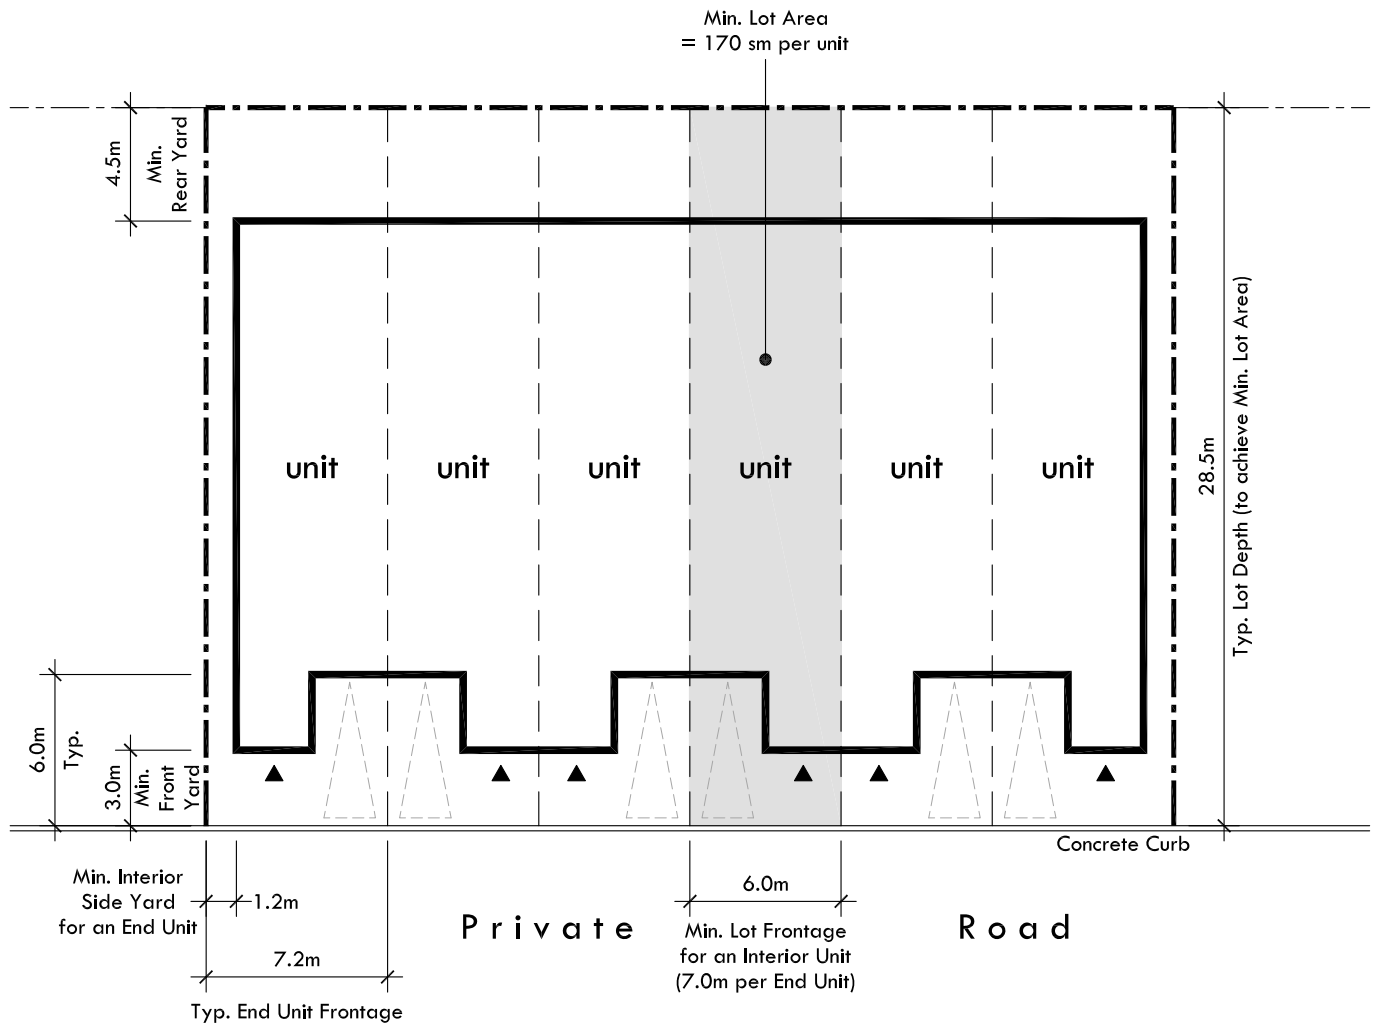 Min. Lot Area
= 170 sm per unit
4.5m
Min.
Rear Yard
unit
unit
unit
unit
unit
unit
28.5m
Typ. Lot Depth (to achieve Min. Lot Area)
6.0m
Typ.
3.0m
Min.
Front
Yard
Concrete Curb
Min. Interior
Side Yard
for an End Unit
1.2m
7.2m
Typ. End Unit Frontage
Private Road
6.0m
Min. Lot Frontage
for an Interior Unit
(7.0m per End Unit)